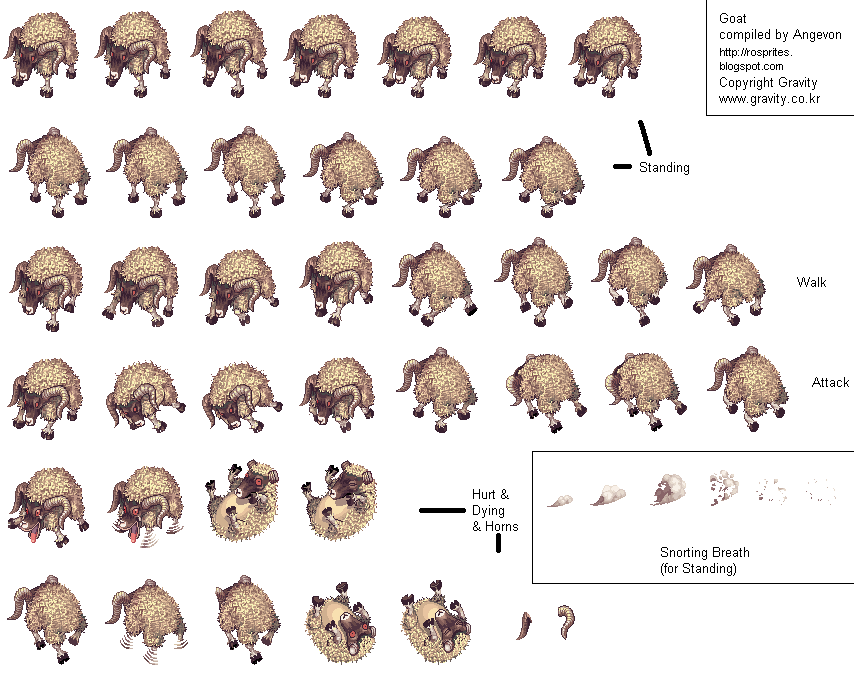 Goat
compiled by Angevon
http://rosprites.
blogspot.com
Copyright Gravity
www.gravity.co.kr
Standing
Walk
Attack
Hurt &
Dying
& Horns
Snorting Breath
(for Standing)